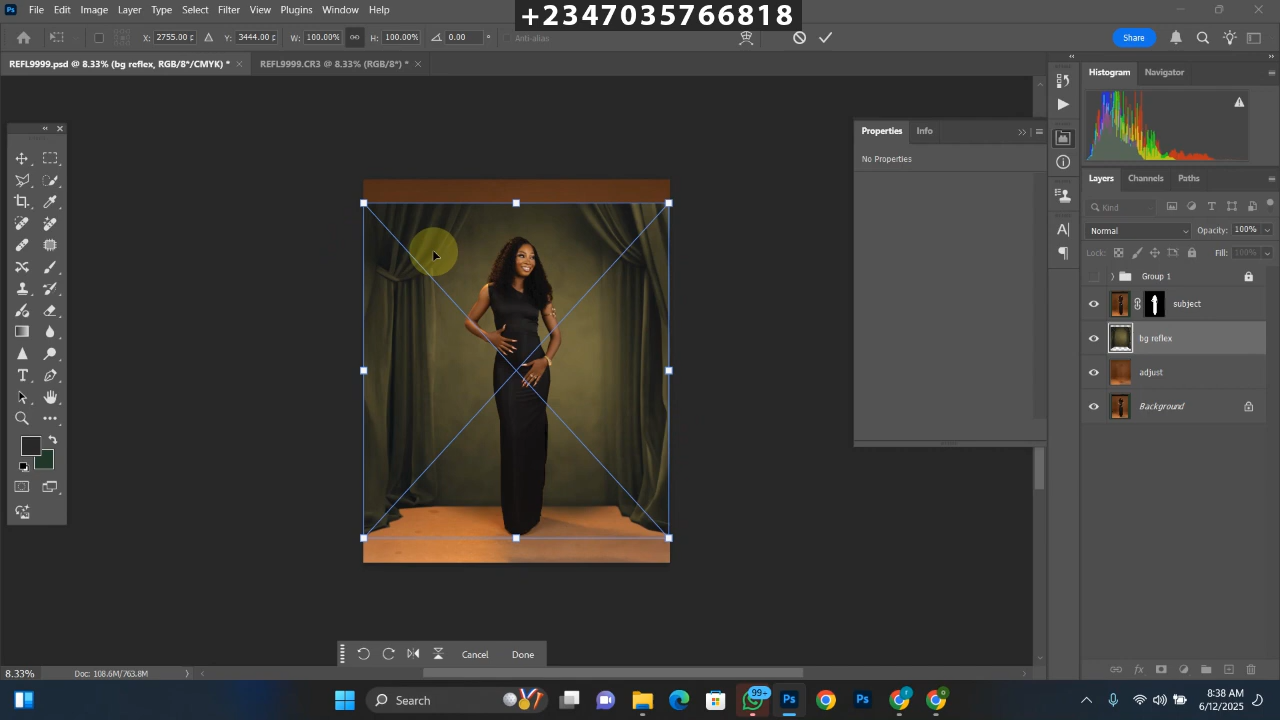 +2347035766818
Ps File Edit Image Layer Type Select Filter View Plugins Window Help
X: 2755.00 p Y: 3444.00 p W: 100.00% H: 100.00% 0.00 ° Anti-alias Share
REFL9999.psd @ 8.33% (bg reflex, RGB/8*/CMYK) * REFL9999.CR3 @ 8.33% (RGB/8*) *
Histogram Navigator
Properties Info
No Properties
Layers Channels Paths
Kind
Normal Opacity: 100%
Lock: Fill: 100%
Group 1
subject
bg reflex
adjust
Background
Cancel Done
8.33% Doc: 108.6M/763.8M
Search
99+
Ps
Ps
8:38 AM
6/12/2025